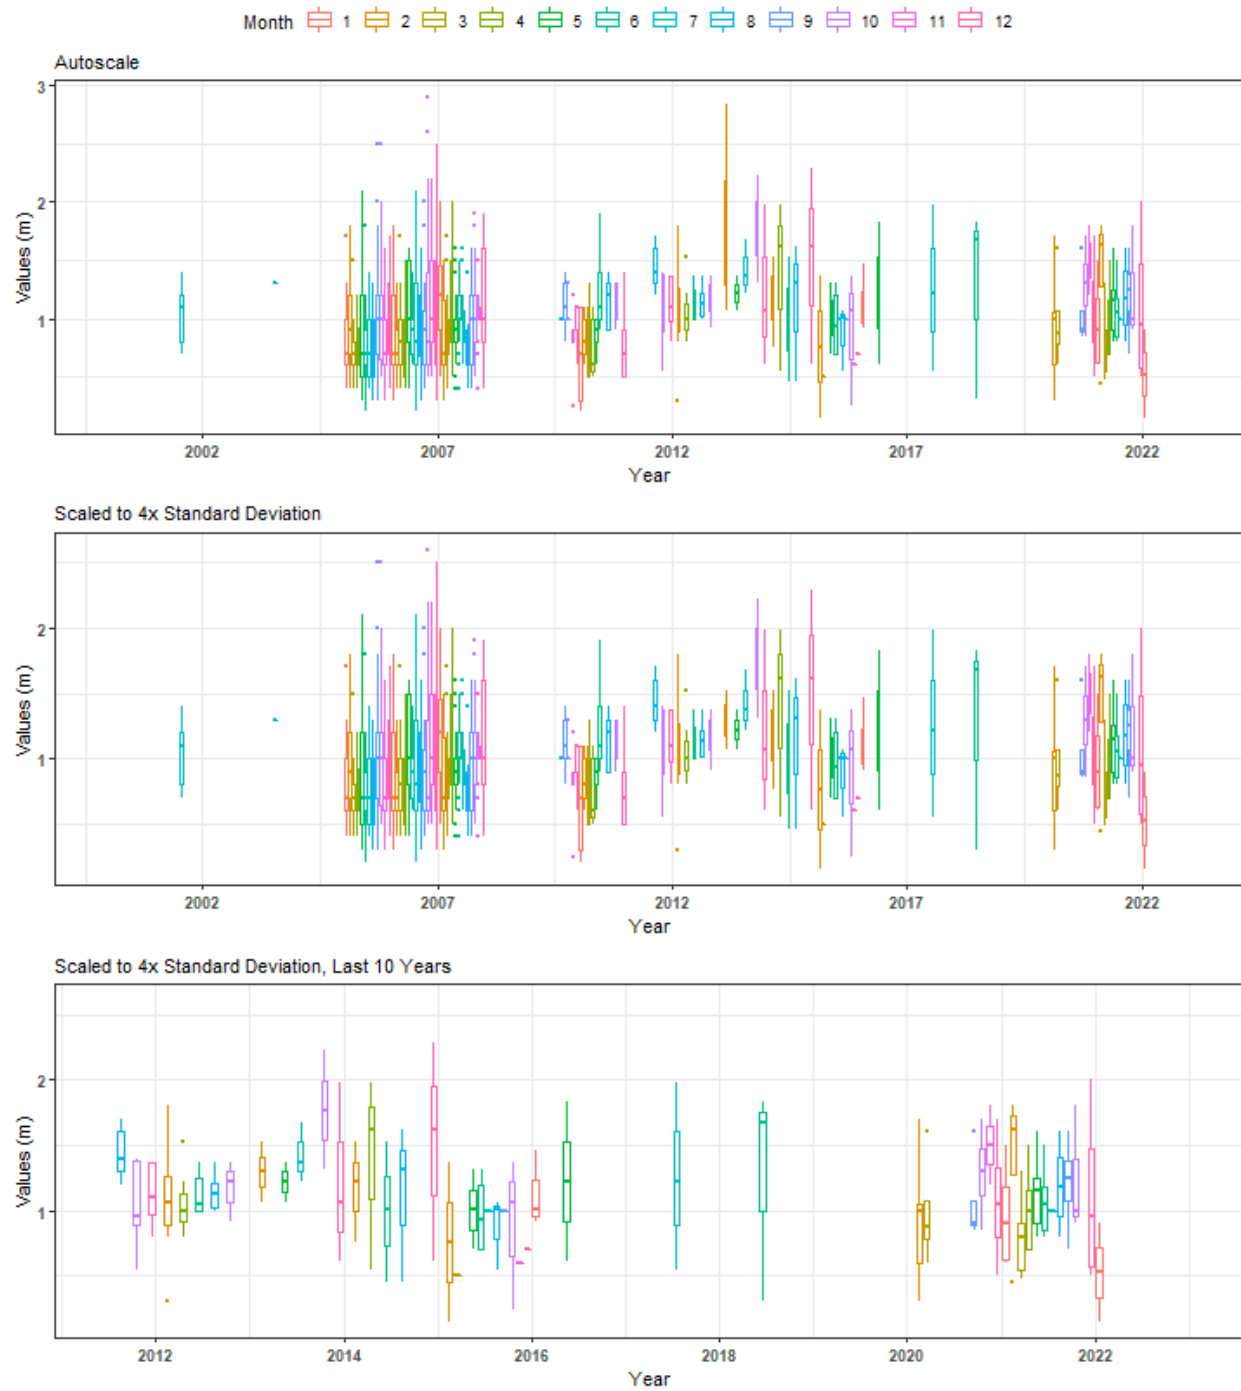 Month 1 2 3 4 5 6 7 8 9 10 11 12
Autoscale
3
2
1
Values (m)
2002 2007 2012 2017 2022
Year
Scaled to 4x Standard Deviation
2
1
Values (m)
2002 2007 2012 2017 2022
Year
Scaled to 4x Standard Deviation, Last 10 Years
2
1
Values (m)
2012 2014 2016 2018 2020 2022
Year